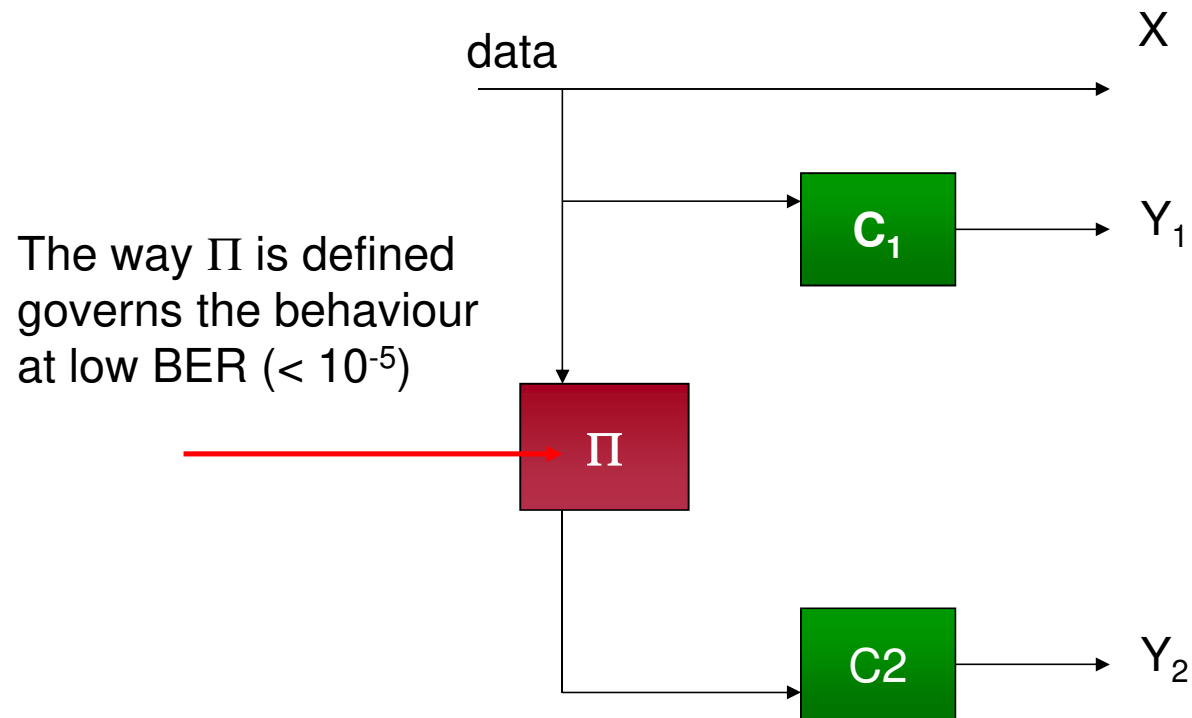 data
X
C₁
Y₁
The way Π is defined
governs the behaviour
at low BER (< 10⁻⁵)
Π
C2
Y₂